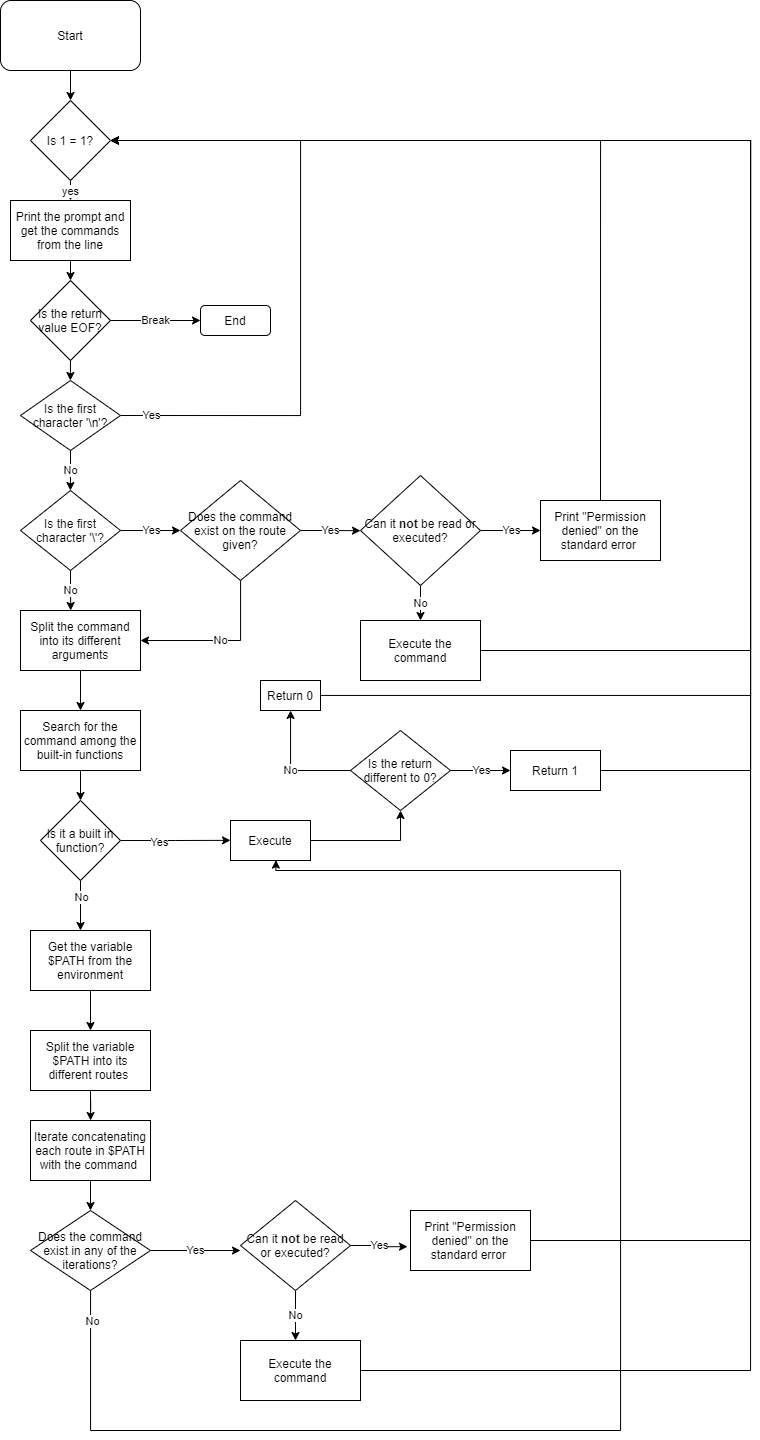 Start
Is 1 = 1?
yes
Print the prompt and
get the commands
from the line
Is the return
value EOF?
Break
End
Is the first
character '\n'?
Yes
No
Is the first
character '\'?
Yes
Does the command
exist on the route
given?
Yes
Can it not be read or
executed?
Yes
Print "Permission
denied" on the
standard error
No
No
Split the command
into its different
arguments
No
Execute the
command
Return 0
Search for the
command among the
built-in functions
No
Is the return
different to 0?
Yes
Return 1
Is it a built in
function?
Yes
Execute
No
Get the variable
$PATH from the
environment
Split the variable
$PATH into its
different routes
Iterate concatenating
each route in $PATH
with the command
Does the command
exist in any of the
iterations?
Yes
Can it not be read
or executed?
Yes
Print "Permission
denied" on the
standard error
No
No
Execute the
command